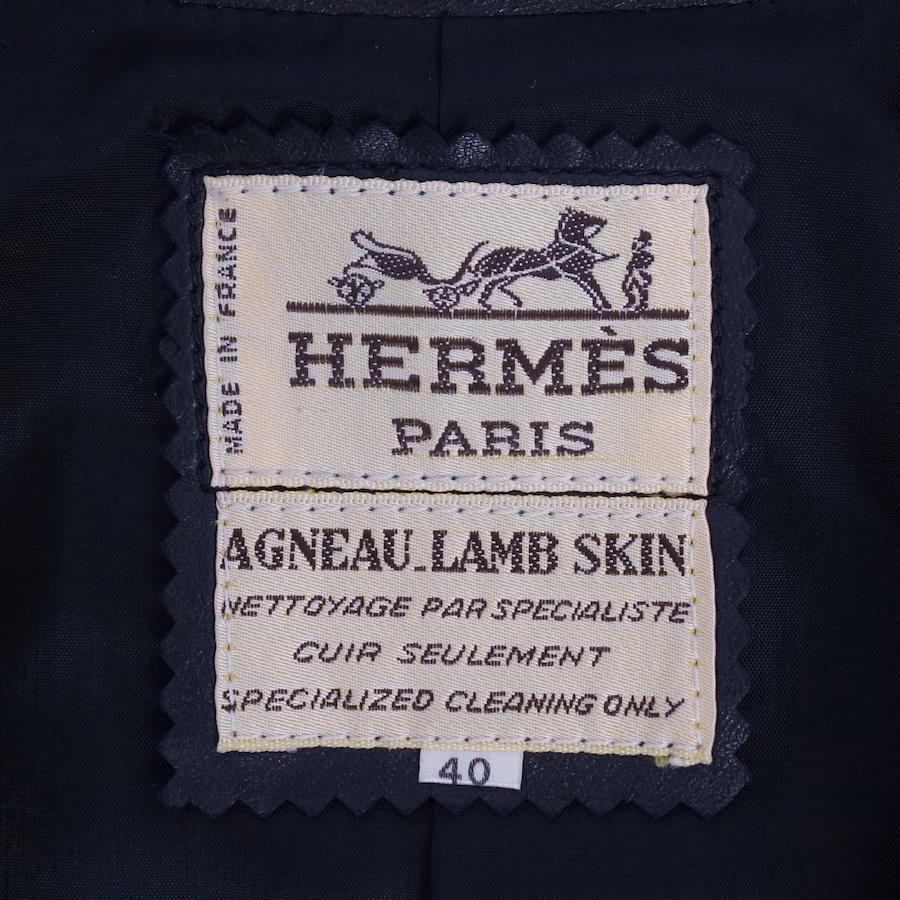 MADE IN FRANCE
HERMÈS
PARIS
AGNEAU_LAMB SKIN
NETTOYAGE PAR SPECIALISTE
CUIR SEULEMENT
SPECIALIZED CLEANING ONLY
40